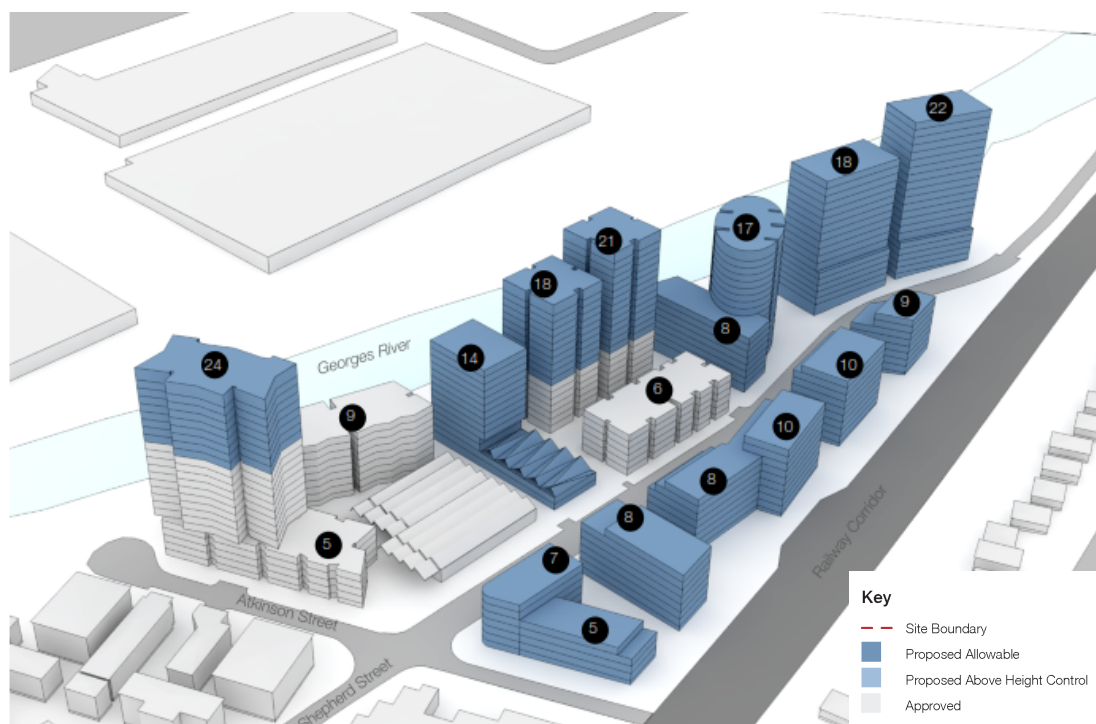 22
18
17
21
18
8
9
14
24
Georges River
6
10
9
10
8
8
5
7
5
Atkinson Street
Shepherd Street
Railway Corridor
Key
Site Boundary
Proposed Allowable
Proposed Above Height Control
Approved